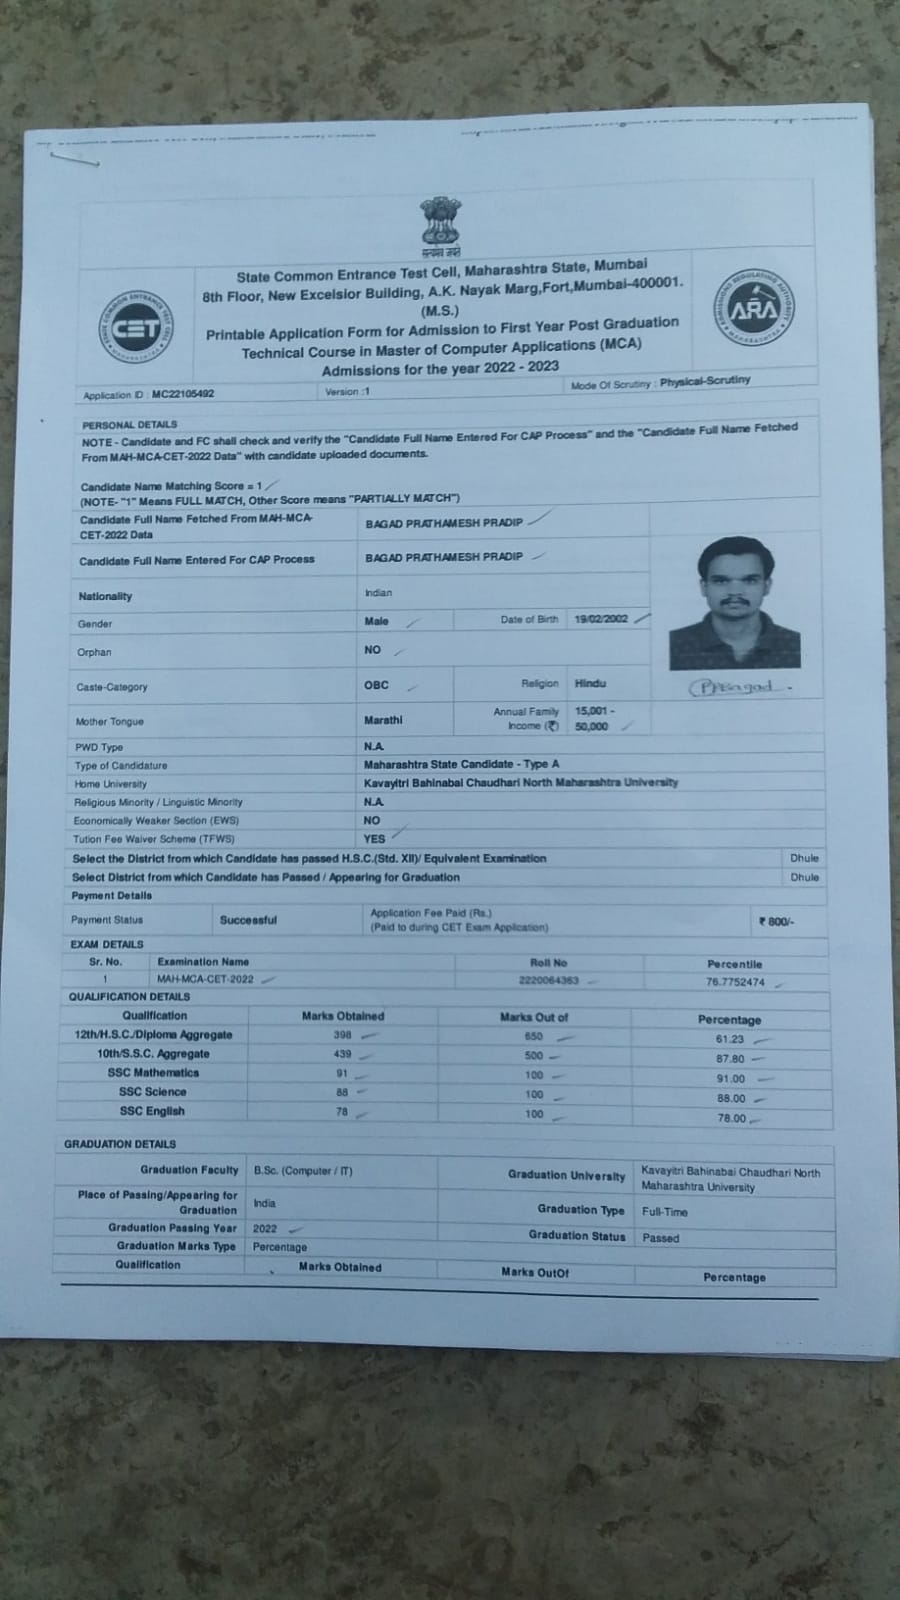 सत्यमेव जयते
State Common Entrance Test Cell, Maharashtra State, Mumbai
8th Floor, New Excelsior Building, A.K. Nayak Marg,Fort,Mumbai-400001.
(M.S.)
Printable Application Form for Admission to First Year Post Graduation
Technical Course in Master of Computer Applications (MCA)
Admissions for the year 2022 - 2023
STATE COMMON ENTRANCE TEST CELL
CET
MAHARASHTRA
ADMISSIONS REGULATING AUTHORITY
ARA
MAHARASHTRA
Application ID : MC22105492 Version :1 Mode Of Scrutiny : Physical-Scrutiny
PERSONAL DETAILS
NOTE - Candidate and FC shall check and verify the "Candidate Full Name Entered For CAP Process" and the "Candidate Full Name Fetched
From MAH-MCA-CET-2022 Data" with candidate uploaded documents.
Candidate Name Matching Score = 1
(NOTE- "1" Means FULL MATCH, Other Score means "PARTIALLY MATCH")
Candidate Full Name Fetched From MAH-MCA-
CET-2022 Data BAGAD PRATHAMESH PRADIP
Candidate Full Name Entered For CAP Process BAGAD PRATHAMESH PRADIP
Nationality Indian
Gender Male Date of Birth 19/02/2002
Orphan NO
Caste-Category OBC Religion Hindu
PPBagad
Mother Tongue Marathi Annual Family
Income (₹) 15,001 -
50,000
PWD Type N.A.
Type of Candidature Maharashtra State Candidate - Type A
Home University Kavayitri Bahinabai Chaudhari North Maharashtra University
Religious Minority / Linguistic Minority N.A.
Economically Weaker Section (EWS) NO
Tution Fee Waiver Scheme (TFWS) YES
Select the District from which Candidate has passed H.S.C.(Std. XII)/ Equivalent Examination Dhule
Select District from which Candidate has Passed / Appearing for Graduation Dhule
Payment Details
Payment Status Successful Application Fee Paid (Rs.)
(Paid to during CET Exam Application) ₹ 800/-
EXAM DETAILS
Sr. No. Examination Name Roll No Percentile
1 MAH-MCA-CET-2022 2220064363 76.7752474
QUALIFICATION DETAILS
Qualification Marks Obtained Marks Out of Percentage
12th/H.S.C./Diploma Aggregate 398 650 61.23
10th/S.S.C. Aggregate 439 500 87.80
SSC Mathematics 91 100 91.00
SSC Science 88 100 88.00
SSC English 78 100 78.00
GRADUATION DETAILS
Graduation Faculty B.Sc. (Computer / IT) Graduation University Kavayitri Bahinabai Chaudhari North
Maharashtra University
Place of Passing/Appearing for
Graduation India Graduation Type Full-Time
Graduation Passing Year 2022 Graduation Status Passed
Graduation Marks Type Percentage
Qualification Marks Obtained Marks OutOf Percentage